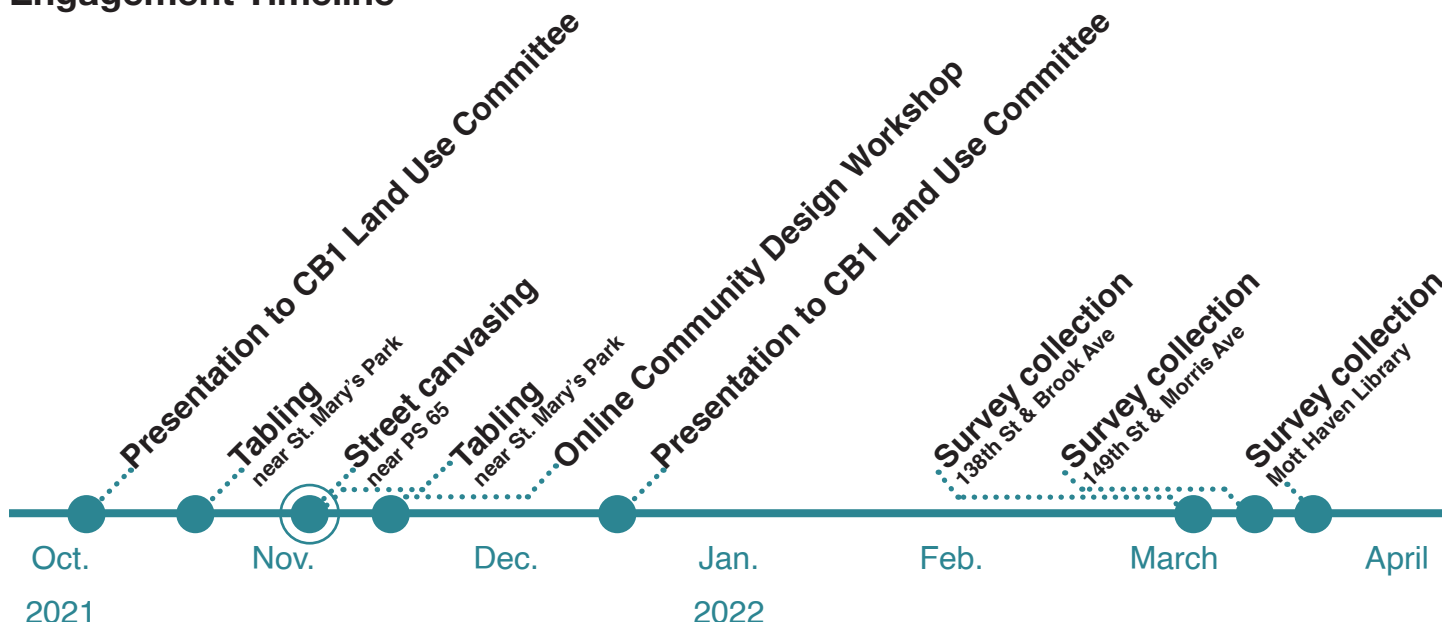 Engagement Timeline
Presentation to CB1 Land Use Committee
Tabling
near St. Mary's Park
Street canvasing
near PS 65
Tabling
near St. Mary's Park
Online Community Design Workshop
Presentation to CB1 Land Use Committee
Survey collection
138th St & Brook Ave
Survey collection
149th St & Morris Ave
Survey collection
Mott Haven Library
Oct. Nov. Dec. Jan. Feb. March April
2021 2022